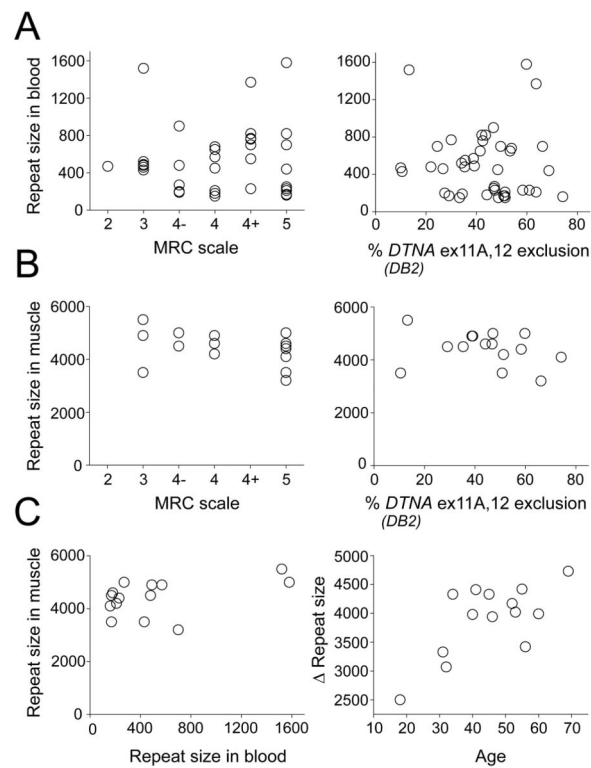 A
Repeat size in blood
1600
1200
800
400
0
2 3 4- 4 4+ 5
MRC scale
1600
1200
800
400
0
0 20 40 60 80
% DTNA ex11A,12 exclusion
(DB2)
B
Repeat size in muscle
6000
4000
2000
0
2 3 4- 4 4+ 5
MRC scale
6000
4000
2000
0
0 20 40 60 80
% DTNA ex11A,12 exclusion
(DB2)
C
Repeat size in muscle
6000
4000
2000
0
0 400 800 1200 1600
Repeat size in blood
Δ Repeat size
5000
4500
4000
3500
3000
2500
10 20 30 40 50 60 70
Age